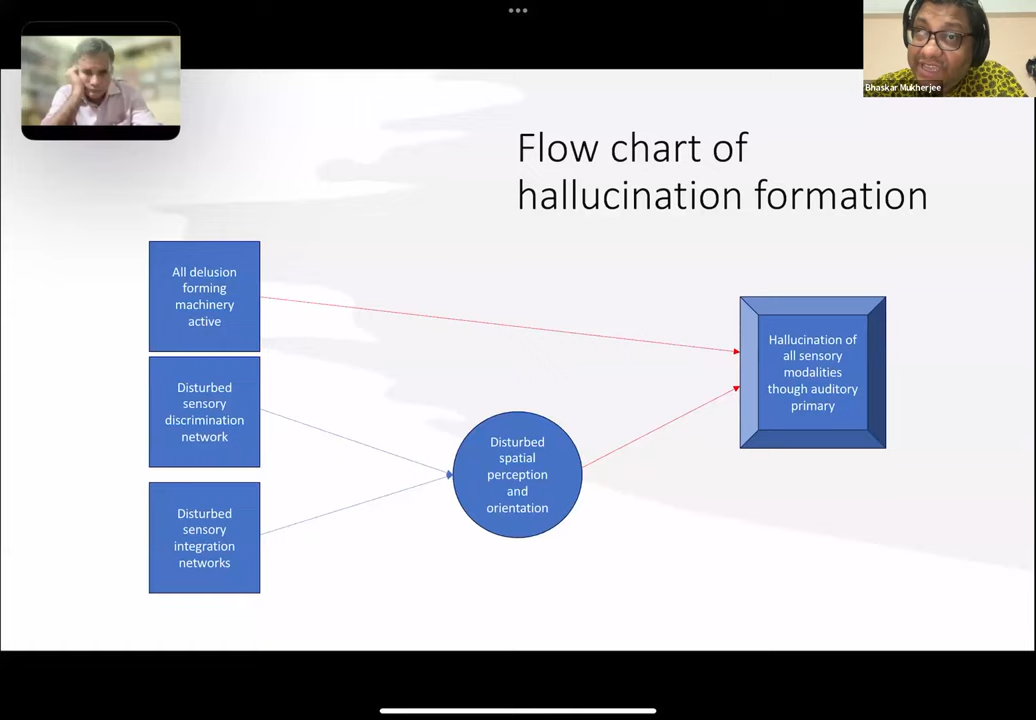 Bhaskar Mukherjee
Flow chart of
hallucination formation
All delusion
forming
machinery
active
Disturbed
sensory
discrimination
network
Disturbed
sensory
integration
networks
Disturbed
spatial
perception
and
orientation
Hallucination of
all sensory
modalities
though auditory
primary